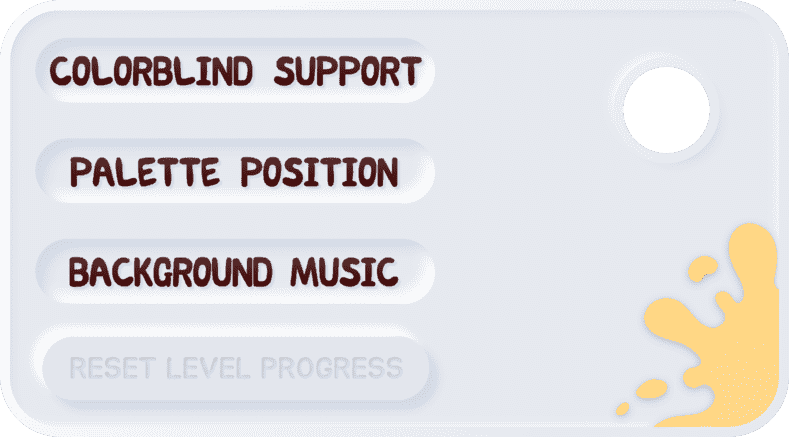 COLORBLIND SUPPORT
PALETTE POSITION
BACKGROUND MUSIC
RESET LEVEL PROGRESS